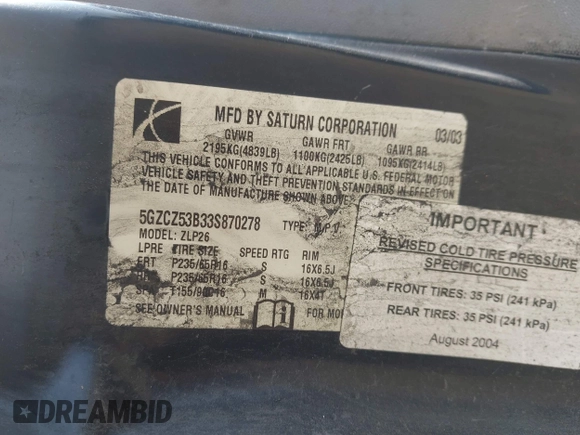 MFD BY SATURN CORPORATION 03/03
GVWR GAWR FRT GAWR RR
2195KG(4839LB) 1100KG(2425LB) 1095KG(2414LB)
THIS VEHICLE CONFORMS TO ALL APPLICABLE U.S. FEDERAL MOTOR
VEHICLE SAFETY AND THEFT PREVENTION STANDARDS IN EFFECT ON
THE DATE OF MANUFACTURE SHOWN ABOVE.
5GZCZ53B33S870278 TYPE: M.P.V
MODEL: ZLP26
LPRE TIRE SIZE SPEED RTG RIM
FRT P235/65R16 S 16X6.5J
P235/65R16 S 16X6.5J
T155/90D16 M 16X4T
SEE OWNER'S MANUAL FOR MO
IMPORTANT
REVISED COLD TIRE PRESSURE
SPECIFICATIONS
FRONT TIRES: 35 PSI (241 kPa)
REAR TIRES: 35 PSI (241 kPa)
August 2004
DREAMBID